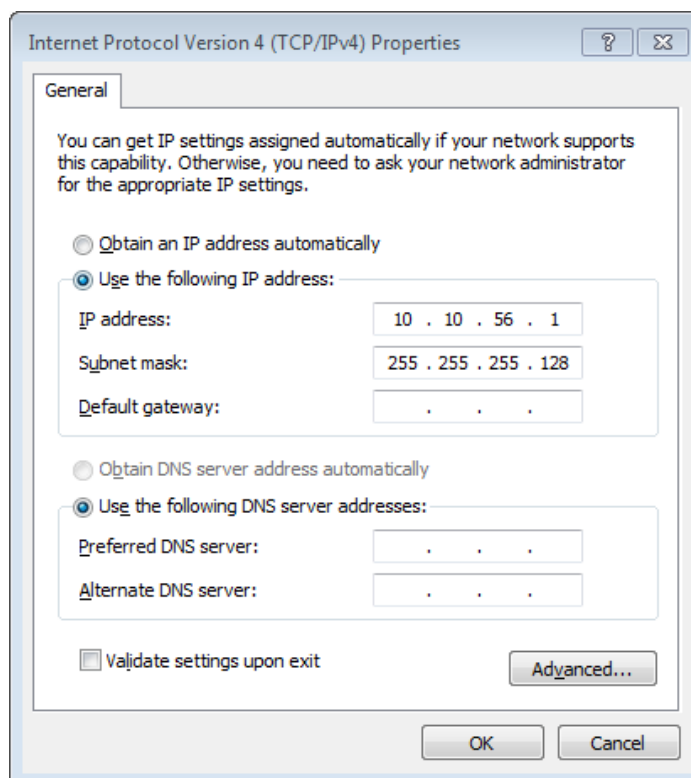 Internet Protocol Version 4 (TCP/IPv4) Properties
General
You can get IP settings assigned automatically if your network supports
this capability. Otherwise, you need to ask your network administrator
for the appropriate IP settings.
Obtain an IP address automatically
Use the following IP address:
IP address: 10 . 10 . 56 . 1
Subnet mask: 255 . 255 . 255 . 128
Default gateway: . . .
Obtain DNS server address automatically
Use the following DNS server addresses:
Preferred DNS server: . . .
Alternate DNS server: . . .
Validate settings upon exit
Advanced...
OK Cancel